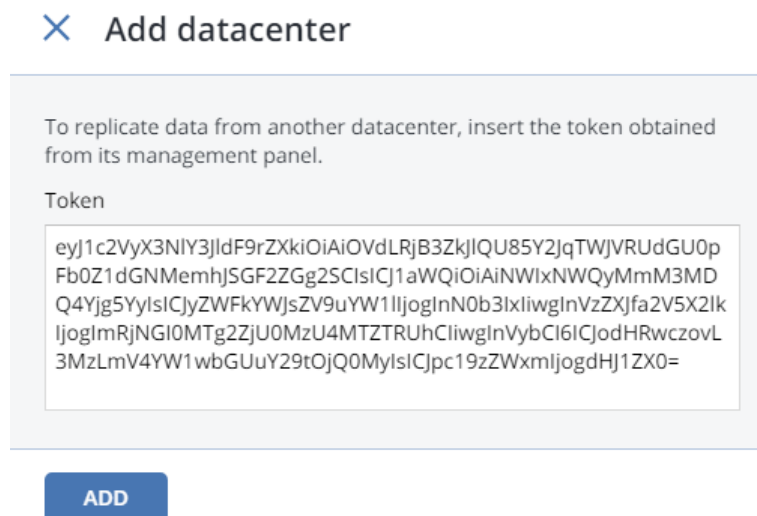 Add datacenter
To replicate data from another datacenter, insert the token obtained
from its management panel.
Token
eyJ1c2VyX3NlY3JldF9rZXkiOiAiOVdLRjB3ZkJlQU85Y2JqTWJVRUdGU0p
Fb0Z1dGNMemhJSGF2ZGg2SCIsICJ1aWQiOiAiNWIxNWQyMmM3MD
Q4Yjg5YyIsICJyZWFkYWJsZV9uYW1lIjogInN0b3IxIiwgInVzZXJfa2V5X2lk
IjogImRjNGI0MTg2ZjU0MzU4MTZTRUhCIiwgInVybCI6ICJodHRwczovL
3MzLmV4YW1wbGUuY29tOjQ0MyIsICJpc19zZWxmIjogdHJ1ZX0=
ADD